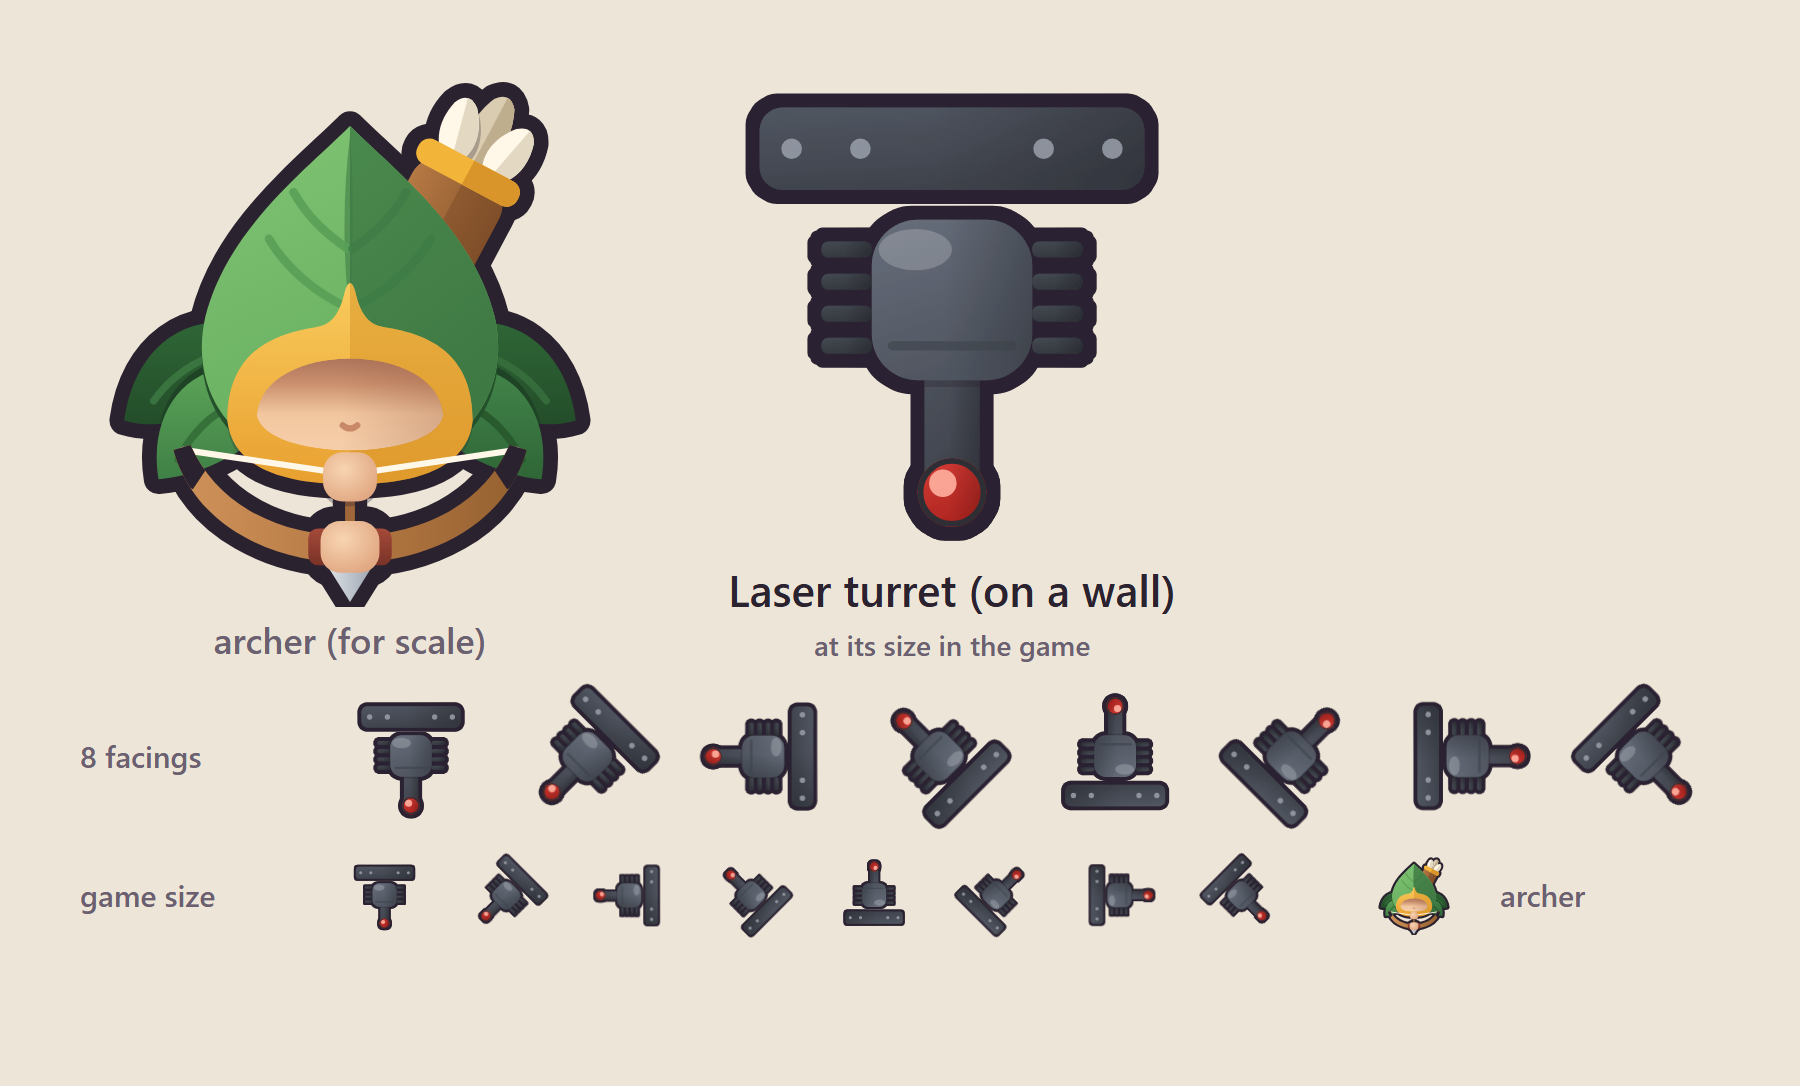 Laser turret (on a wall)
archer (for scale)
at its size in the game
8 facings
game size
archer